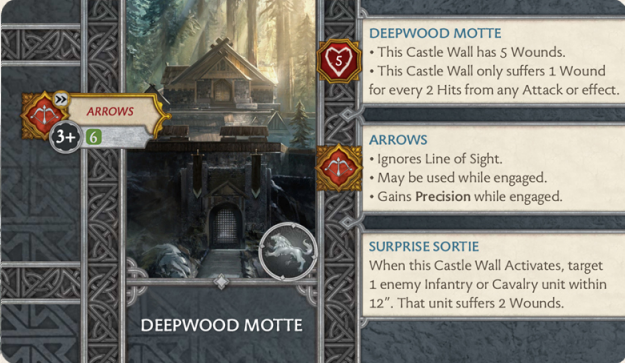 ARROWS
3+ 6
DEEPWOOD MOTTE
5
DEEPWOOD MOTTE
• This Castle Wall has 5 Wounds.
• This Castle Wall only suffers 1 Wound
for every 2 Hits from any Attack or effect.
ARROWS
• Ignores Line of Sight.
• May be used while engaged.
• Gains Precision while engaged.
SURPRISE SORTIE
When this Castle Wall Activates, target
1 enemy Infantry or Cavalry unit within
12”. That unit suffers 2 Wounds.